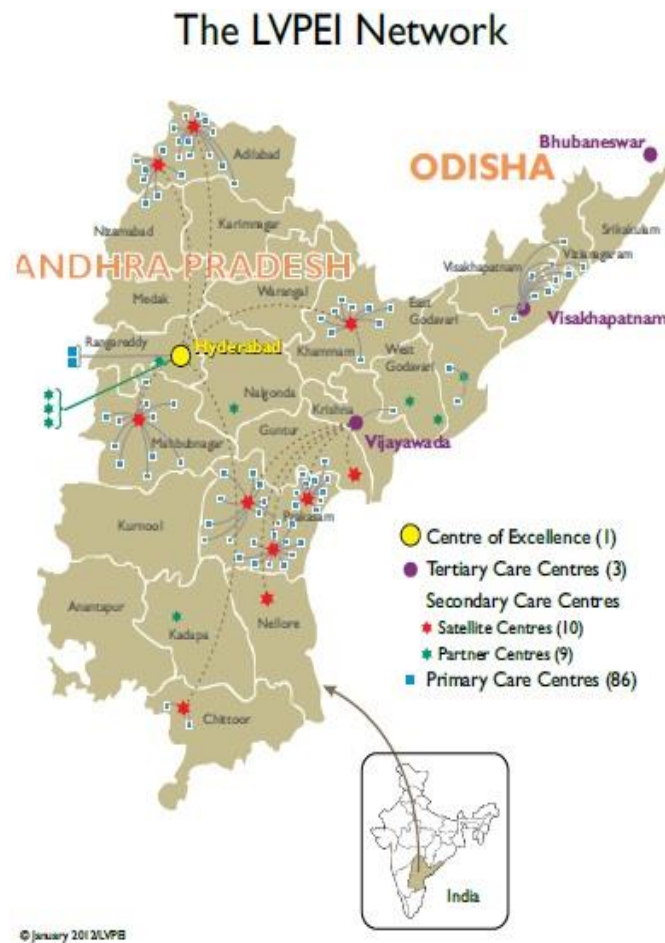 The LVPEI Network
Bhubaneswar
ODISHA
Adilabad
Nizamabad
Karimnagar
Srikakulam
Vizianagaram
Visakhapatnam
ANDHRA PRADESH
Medak
Warangal
East
Godavari
Visakhapatnam
Rangareddy
Hyderabad
Khammam
West
Godavari
Nalgonda
Krishna
Mahbubnagar
Guntur
Vijayawada
Kurnool
Prakasam
Centre of Excellence (1)
Tertiary Care Centres (3)
Secondary Care Centres
Satellite Centres (10)
Partner Centres (9)
Primary Care Centres (86)
Anantapur
Kadapa
Nellore
Chittoor
India
© January 2012/LVPEI